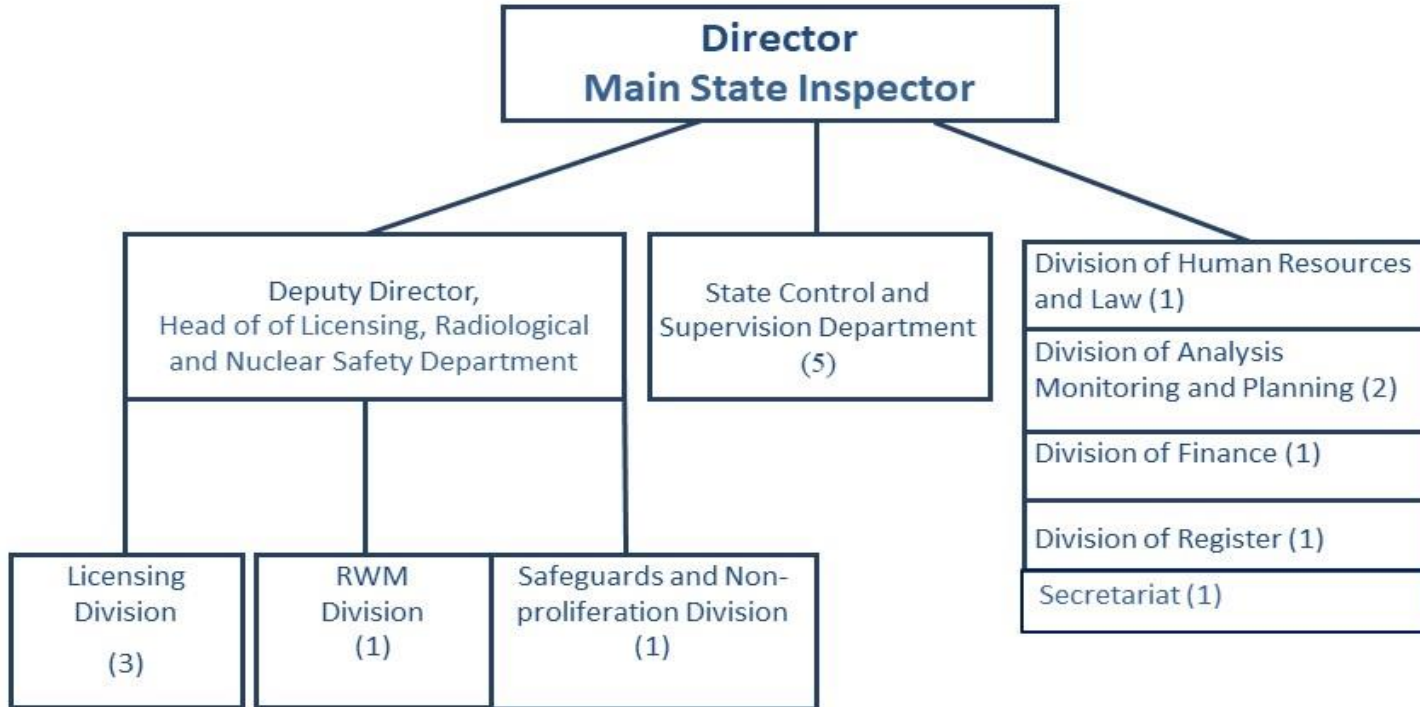 Director
Main State Inspector
Deputy Director,
Head of of Licensing, Radiological
and Nuclear Safety Department
State Control and
Supervision Department
(5)
Division of Human Resources
and Law (1)
Division of Analysis
Monitoring and Planning (2)
Division of Finance (1)
Division of Register (1)
Secretariat (1)
Licensing
Division
(3)
RWM
Division
(1)
Safeguards and Non-
proliferation Division
(1)